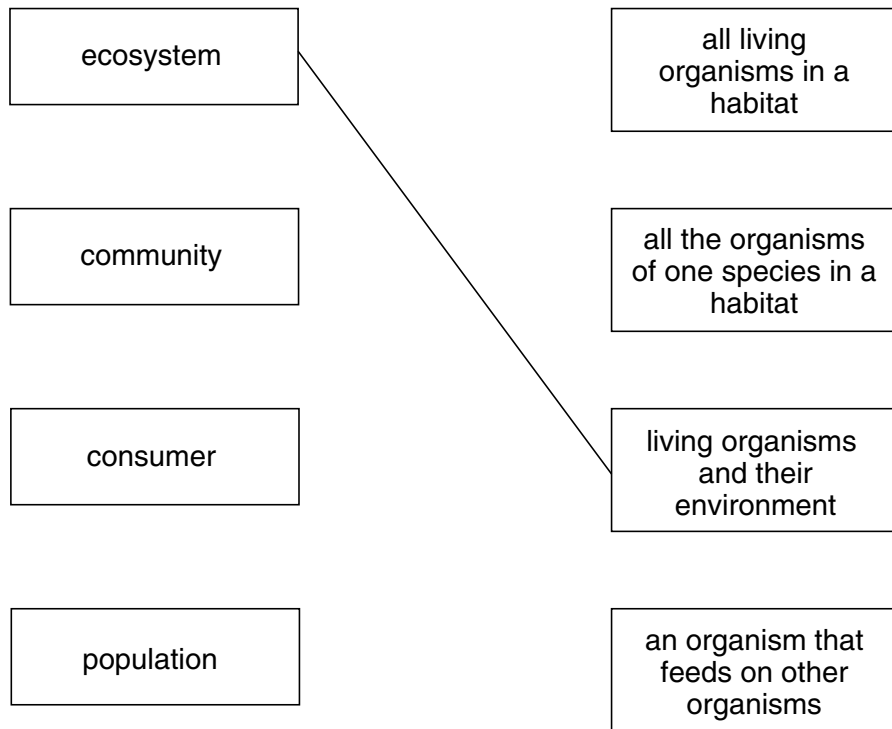 ecosystem
all living
organisms in a
habitat
community
all the organisms
of one species in a
habitat
consumer
living organisms
and their
environment
population
an organism that
feeds on other
organisms